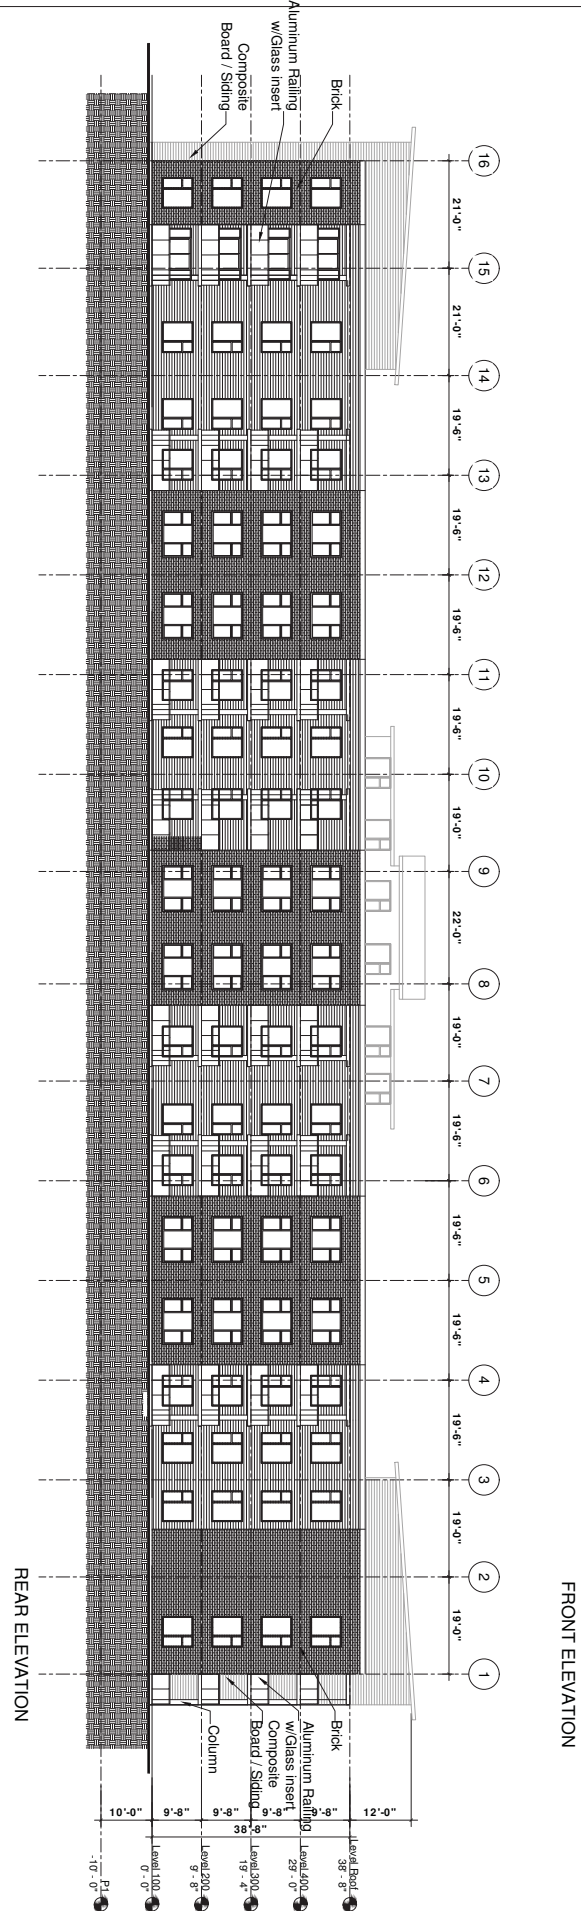 FRONT ELEVATION
16
15
14
13
12
11
10
9
8
7
6
5
4
3
2
1
21'-0"
21'-0"
19'-6"
19'-6"
19'-6"
19'-6"
19'-0"
22'-0"
19'-0"
19'-6"
19'-6"
19'-6"
19'-6"
19'-0"
19'-0"
Brick
Aluminum Railing
w/Glass insert
Composite
Board / Siding
Brick
Aluminum Railing
w/Glass insert
Composite
Board / Siding
Column
12'-0"
9'-8"
9'-8"
9'-8"
9'-8"
10'-0"
38'-8"
Level Roof
38' - 8"
Level 400
29' - 0"
Level 300
19' - 4"
Level 200
9' - 8"
Level 100
0' - 0"
P1
-10' - 0"
REAR ELEVATION